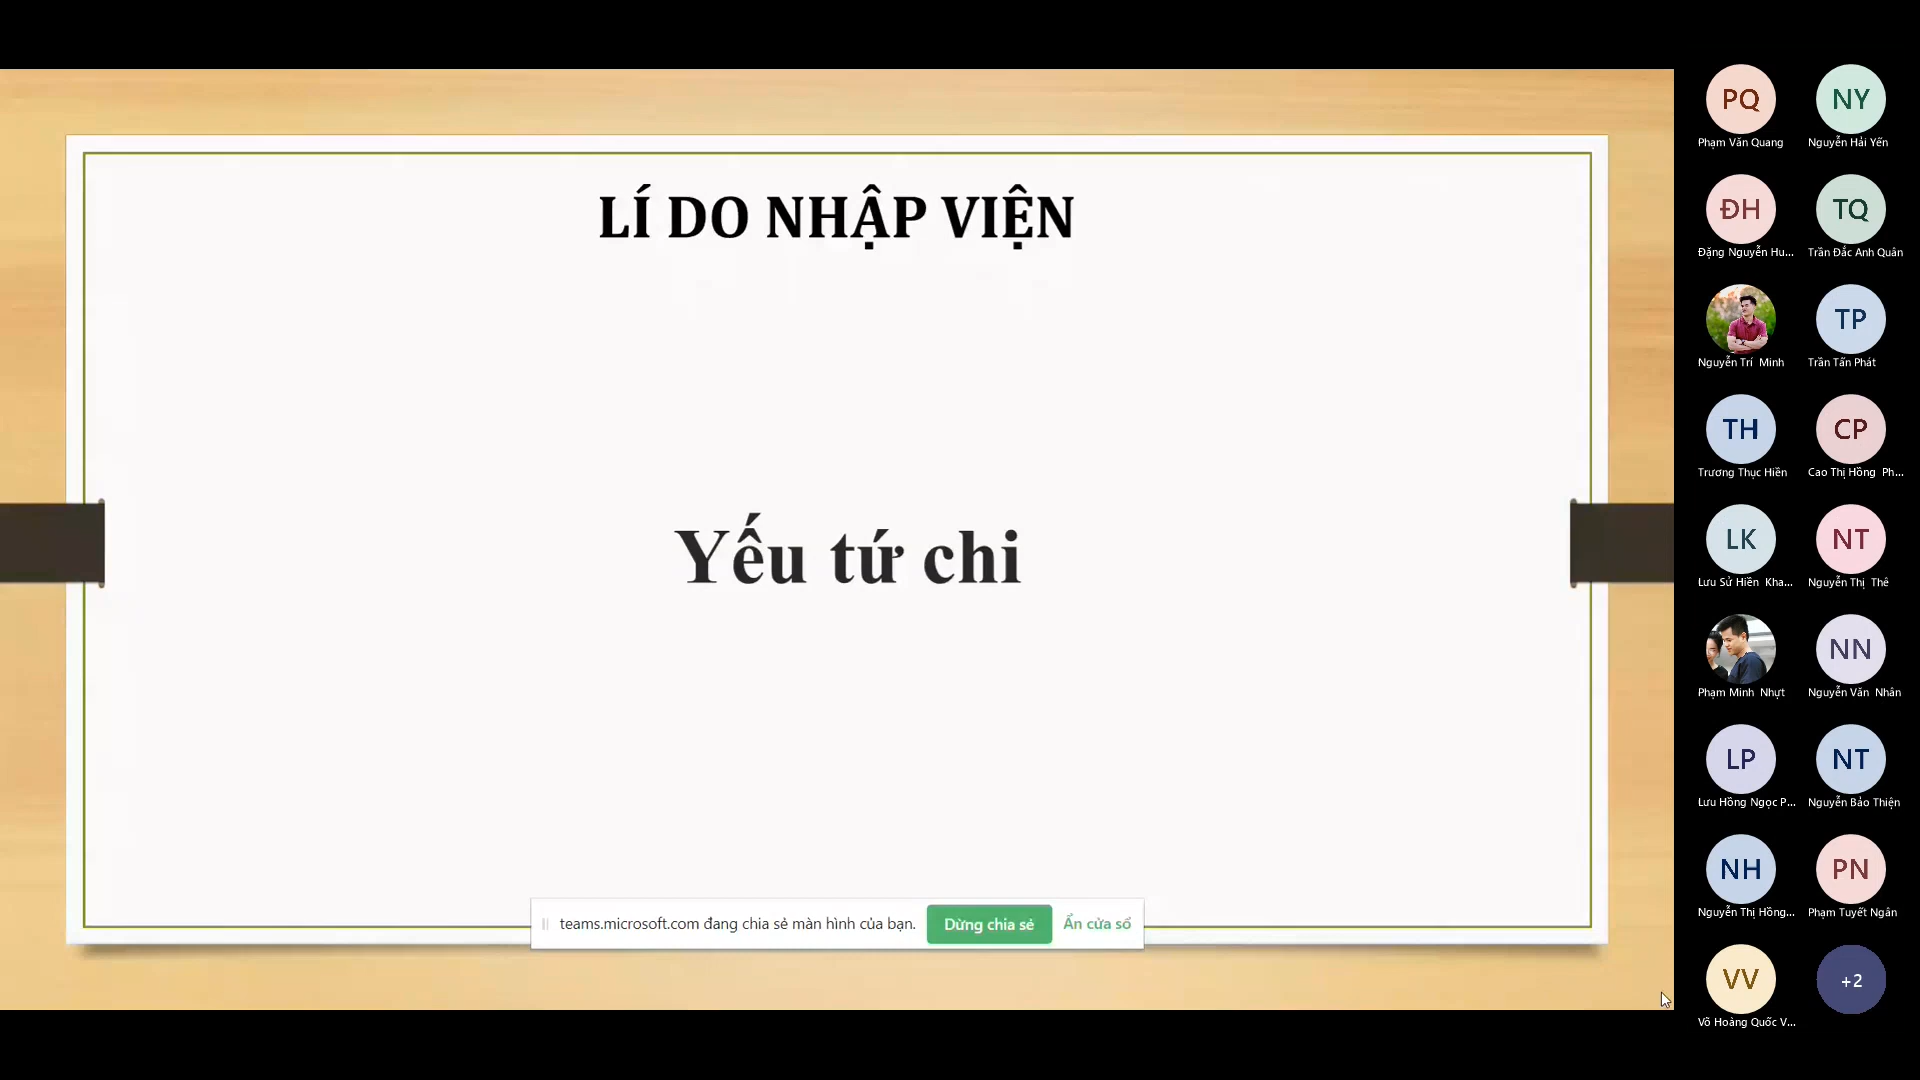 LÍ DO NHẬP VIỆN
Yếu tứ chi
teams.microsoft.com đang chia sẻ màn hình của bạn. Dừng chia sẻ Ẩn cửa sổ
PQ NY
Phạm Văn Quang Nguyễn Hải Yến
ĐH TQ
Đặng Nguyễn Hu... Trần Đắc Anh Quân
TP
Nguyễn Trí Minh Trần Tấn Phát
TH CP
Trương Thục Hiền Cao Thị Hồng Ph...
LK NT
Lưu Sử Hiền Kha... Nguyễn Thị Thê
NN
Phạm Minh Nhựt Nguyễn Văn Nhân
LP NT
Lưu Hồng Ngọc P... Nguyễn Bảo Thiện
NH PN
Nguyễn Thị Hồng... Phạm Tuyết Ngân
VV +2
Võ Hoàng Quốc V...